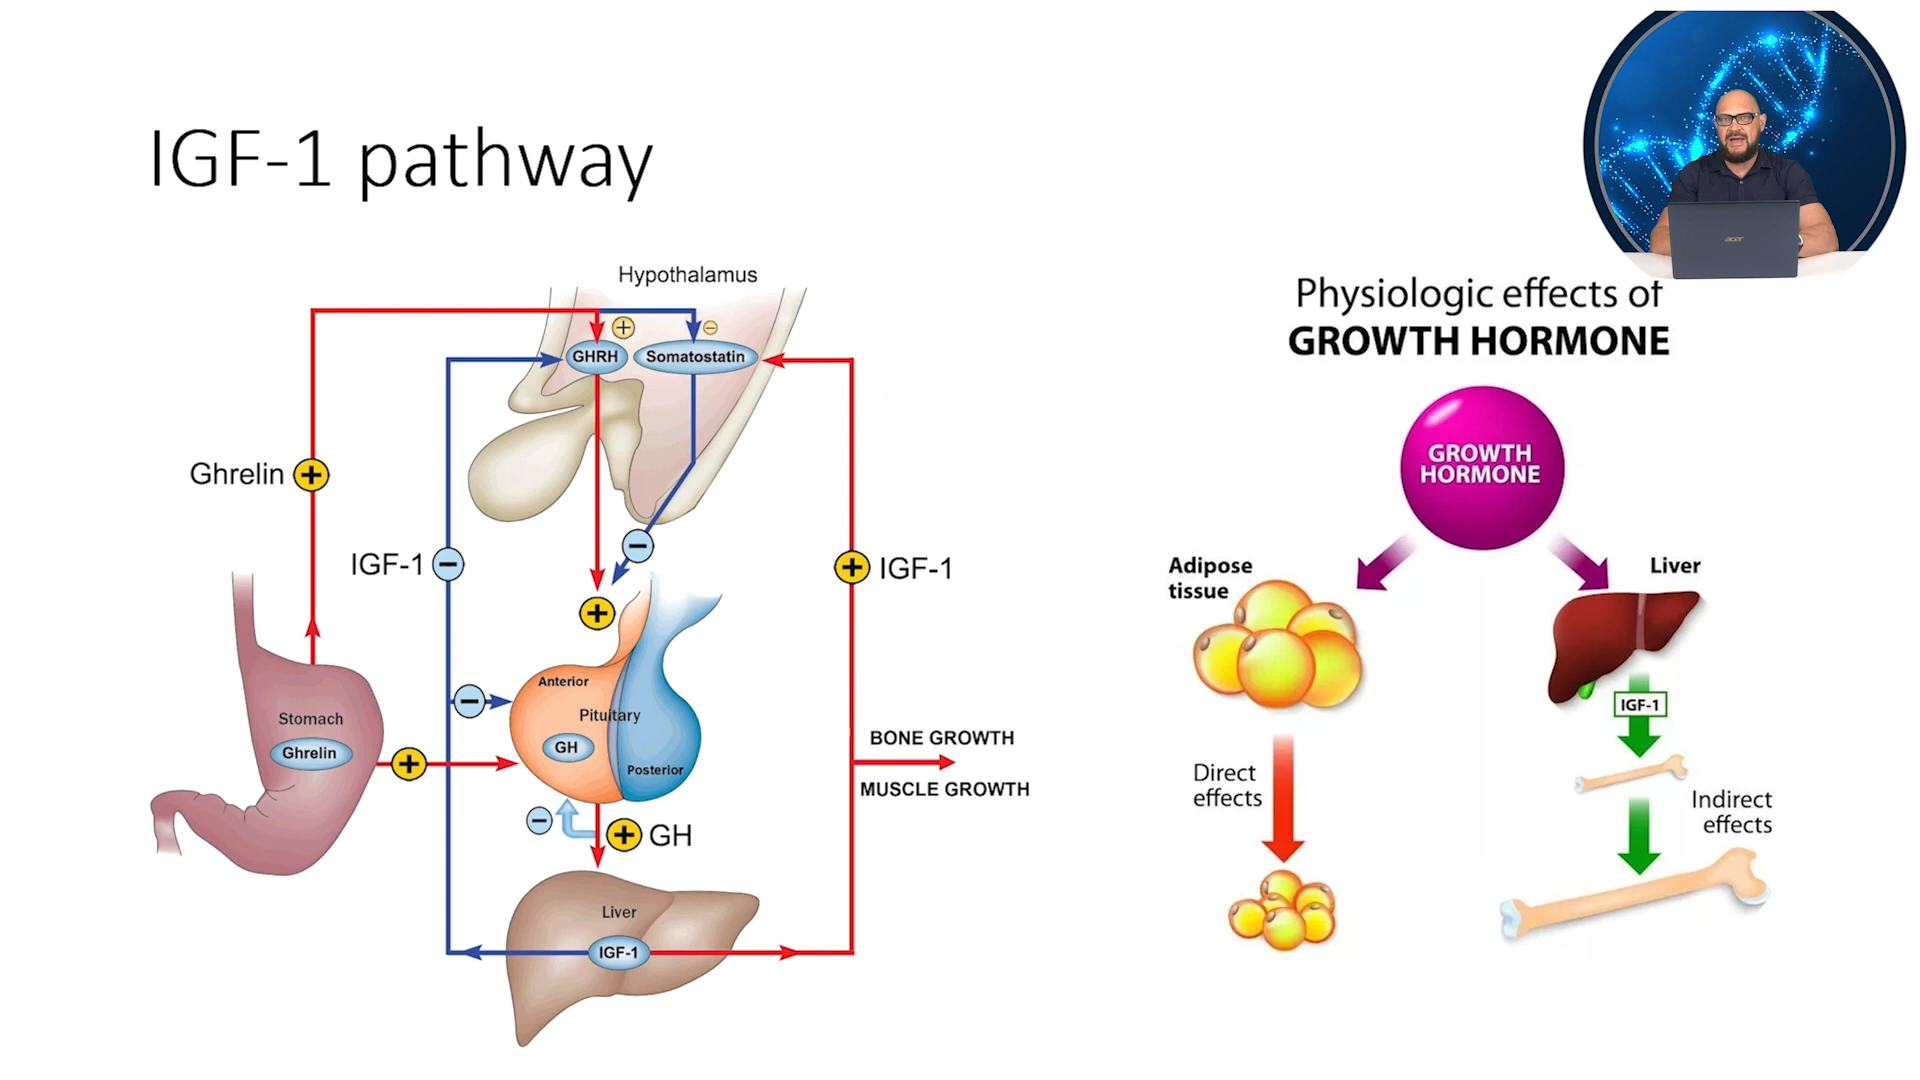 IGF-1 pathway
acer
Hypothalamus
+
−
GHRH
Somatostatin
Ghrelin
+
−
IGF-1
−
+
IGF-1
+
Anterior
Pituitary
−
GH
Posterior
Stomach
Ghrelin
+
BONE GROWTH
MUSCLE GROWTH
−
+
GH
Liver
IGF-1
Physiologic effects of
GROWTH HORMONE
GROWTH
HORMONE
Adipose
tissue
Liver
IGF-1
Direct
effects
Indirect
effects